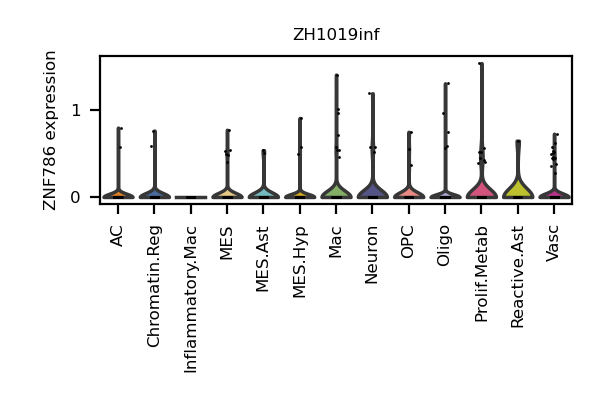 ZH1019inf
ZNF786 expression
1
0
AC
Chromatin.Reg
Inflammatory.Mac
MES
MES.Ast
MES.Hyp
Mac
Neuron
OPC
Oligo
Prolif.Metab
Reactive.Ast
Vasc